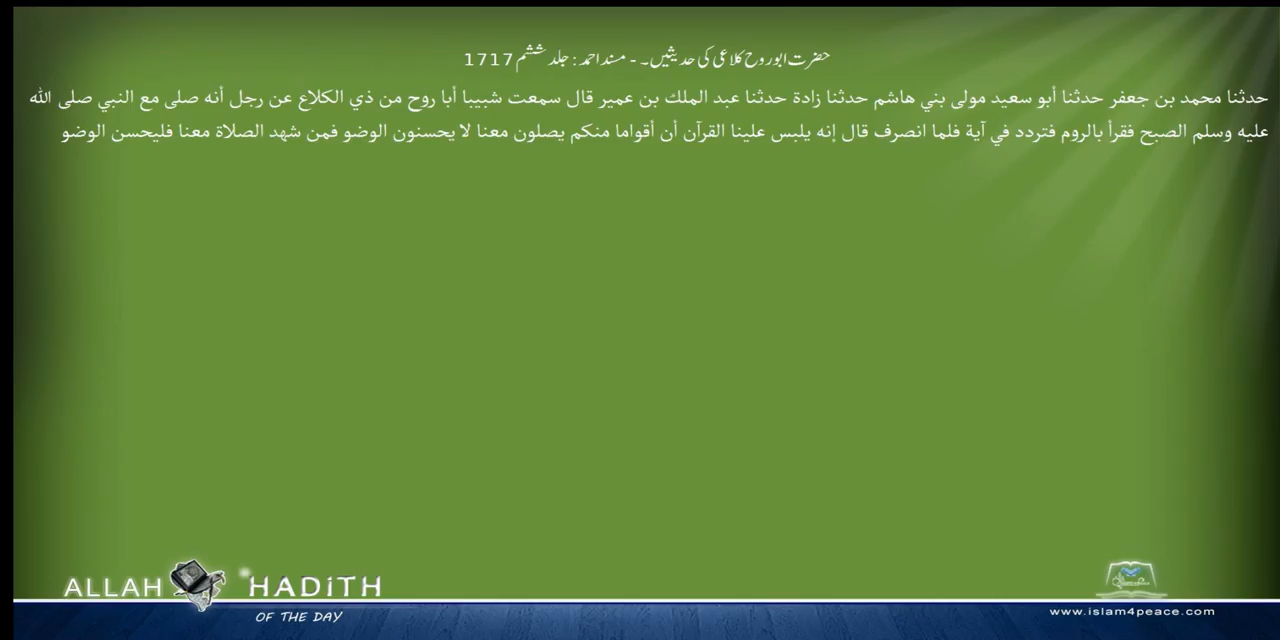 حضرت ابوروح کلاعی کی حدیثیں۔ - مسند احمد : جلد ششم 1717
حدثنا محمد بن جعفر حدثنا أبو سعيد مولى بني هاشم حدثنا زادة حدثنا عبد الملك بن عمير قال سمعت شبيبا أبا روح من ذي الكلاع عن رجل أنه صلى مع النبي صلى الله
عليه وسلم الصبح فقرأ بالروم فتردد في آية فلما انصرف قال إنه يلبس علينا القرآن أن أقواما منكم يصلون معنا لا يحسنون الوضو فمن شهد الصلاة معنا فليحسن الوضو
ALLAH HADITH
OF THE DAY
www.islam4peace.com